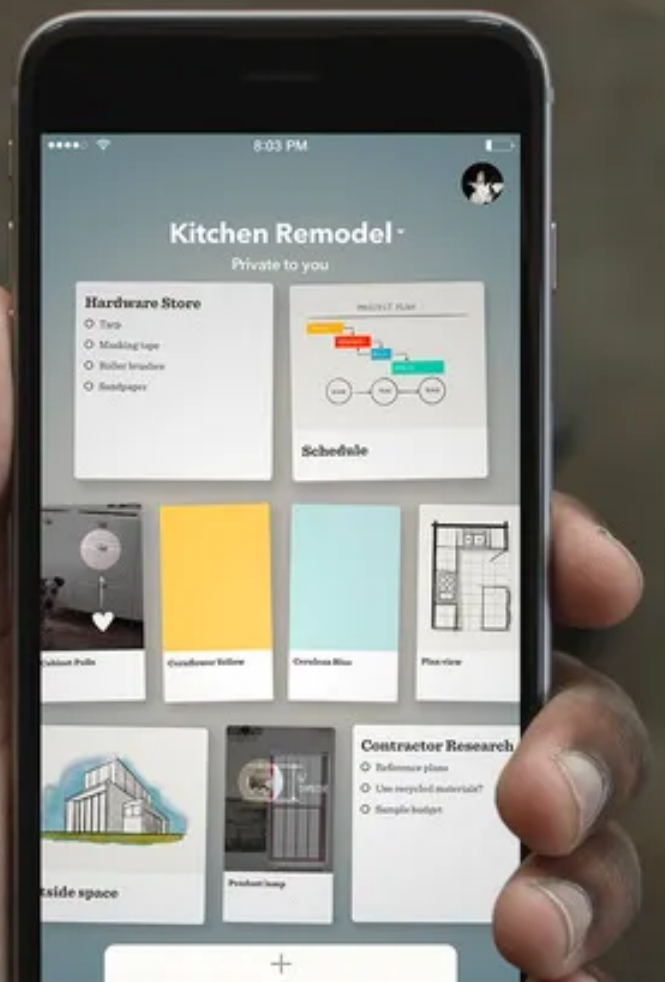 8:03 PM
Kitchen Remodel
Private to you
Hardware Store
Tarp
Masking tape
Roller brushes
Sandpaper
PROJECT PLAN
Schedule
Cabinet Pulls
Cornflower Yellow
Cerulean Blue
Plan view
tside space
Pendant lamp
Contractor Research
Reference plans
Use recycled materials?
Sample budget
+